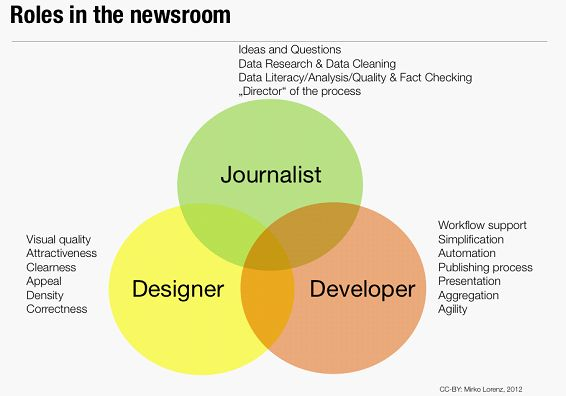 Roles in the newsroom
Ideas and Questions
Data Research & Data Cleaning
Data Literacy/Analysis/Quality & Fact Checking
„Director“ of the process
Journalist
Visual quality
Attractiveness
Clearness
Appeal
Density
Correctness
Designer
Developer
Workflow support
Simplification
Automation
Publishing process
Presentation
Aggregation
Agility
CC-BY: Mirko Lorenz, 2012